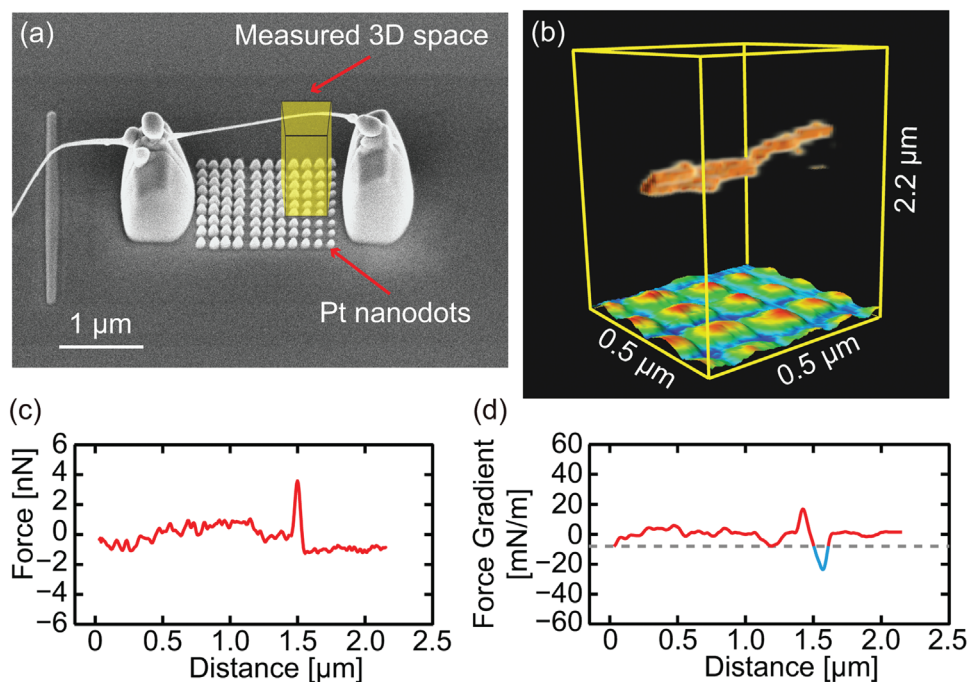 (a)
Measured 3D space
Pt nanodots
1 μm
(b)
2.2 μm
0.5 μm
0.5 μm
(c)
Force [nN]
6
4
2
0
−2
−4
−6
0 0.5 1.0 1.5 2.0 2.5
Distance [μm]
(d)
Force Gradient
[mN/m]
60
40
20
0
−20
−40
−60
0 0.5 1.0 1.5 2.0 2.5
Distance [μm]